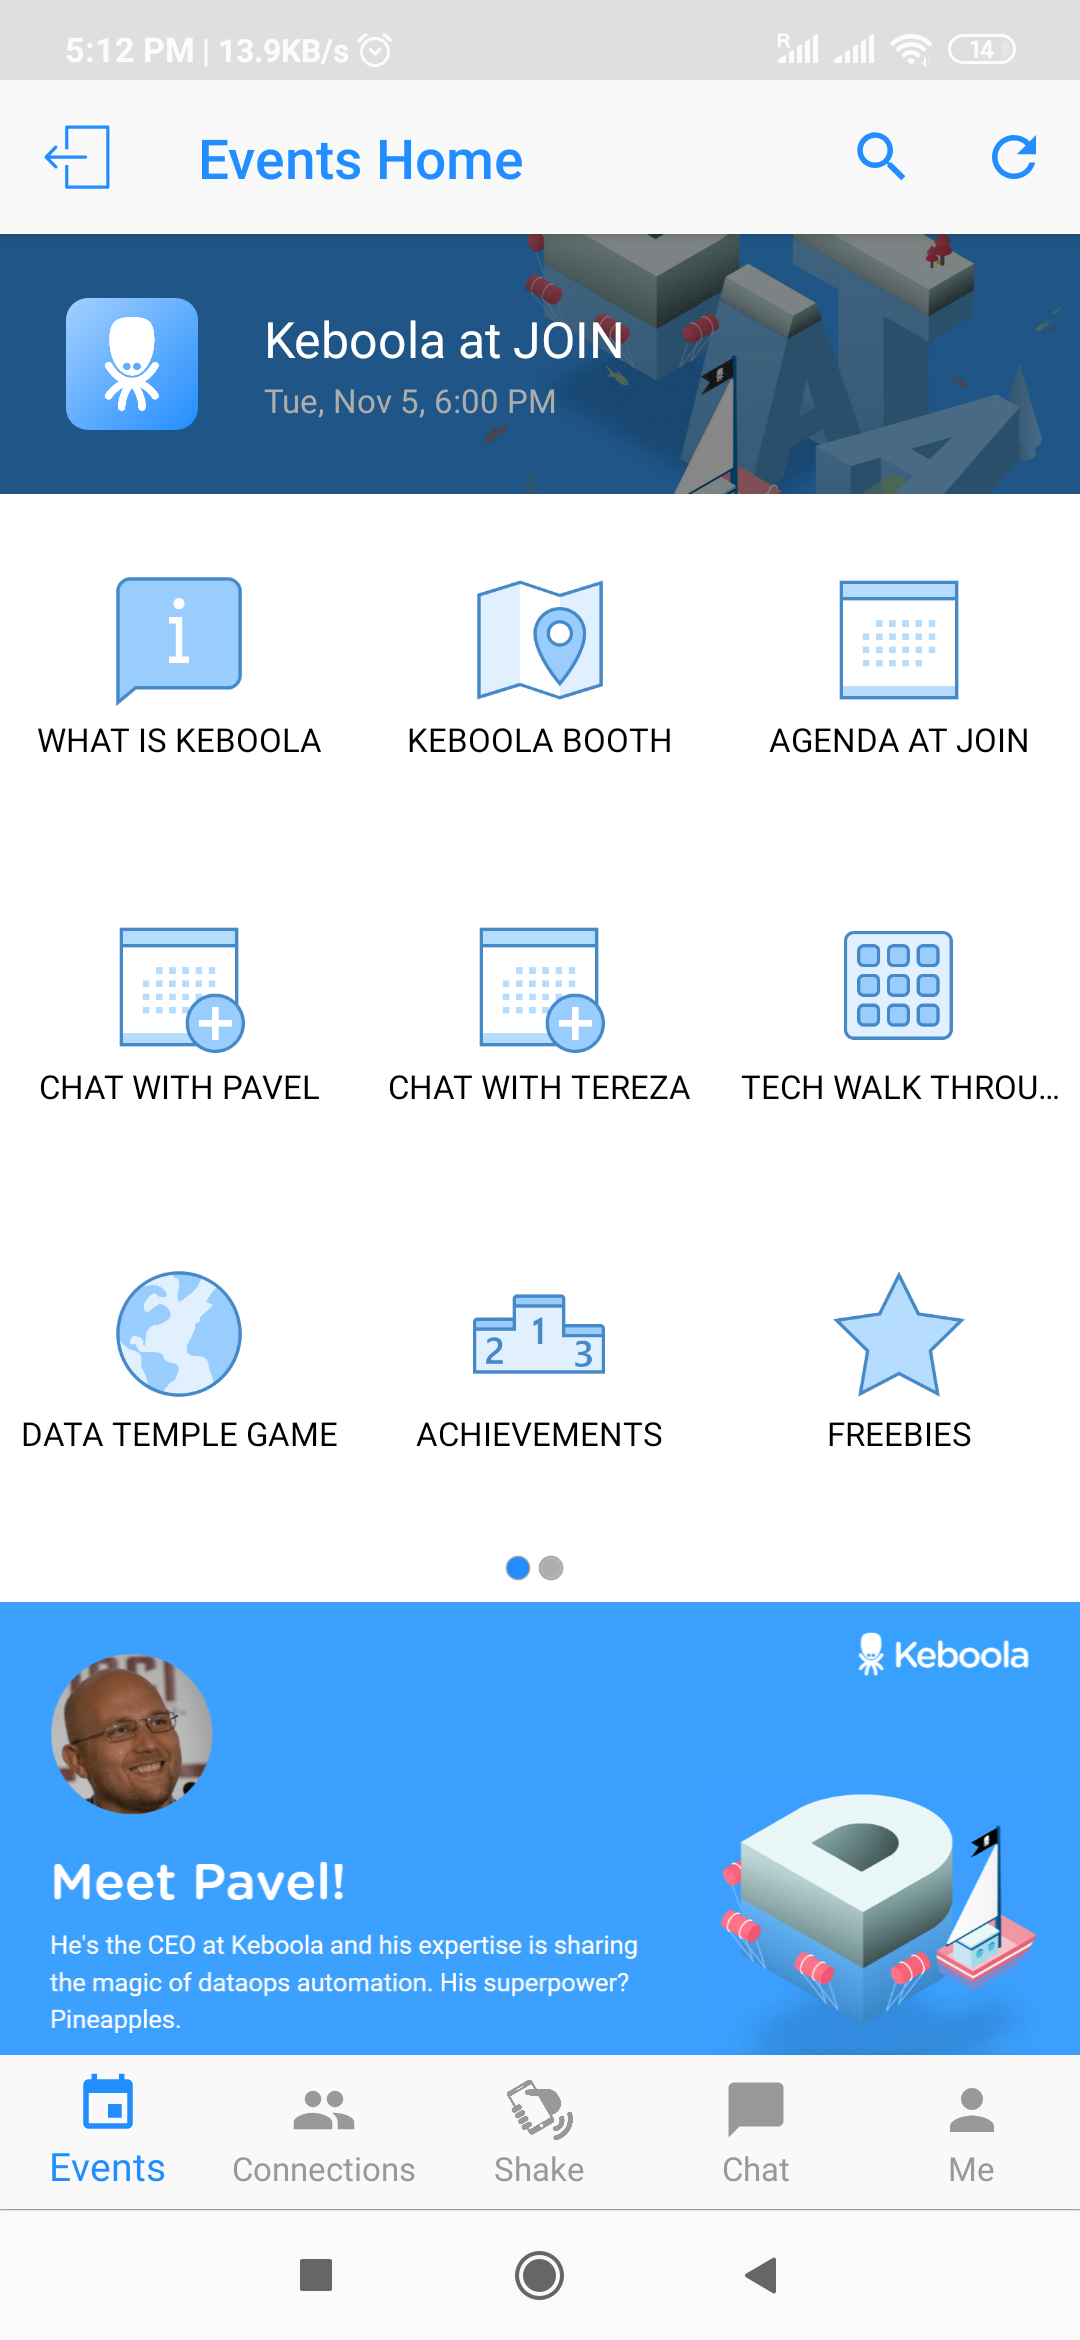 5:12 PM | 13.9KB/s
R
14
Events Home
Keboola at JOIN
Tue, Nov 5, 6:00 PM
i
WHAT IS KEBOOLA
KEBOOLA BOOTH
AGENDA AT JOIN
CHAT WITH PAVEL
CHAT WITH TEREZA
TECH WALK THROU...
2 1 3
DATA TEMPLE GAME
ACHIEVEMENTS
FREEBIES
Keboola
Meet Pavel!
He's the CEO at Keboola and his expertise is sharing
the magic of dataops automation. His superpower?
Pineapples.
Events
Connections
Shake
Chat
Me